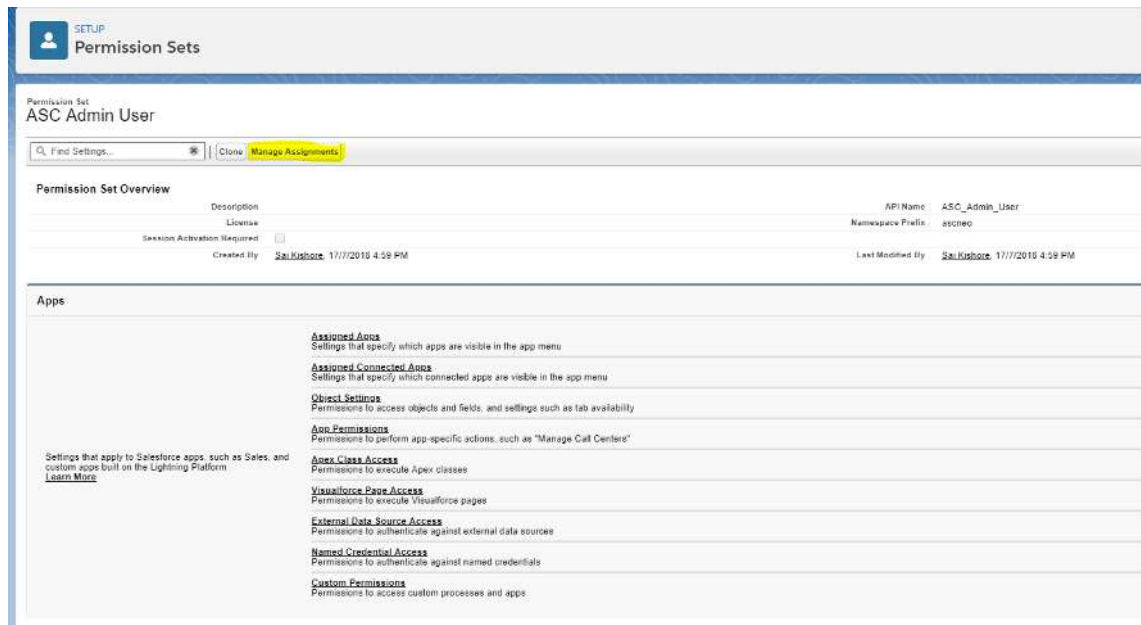 SETUP
Permission Sets
Permission Set
ASC Admin User
Find Settings... Clone Manage Assignments
Permission Set Overview
Description API Name ASC_Admin_User
License Namespace Prefix ascneo
Session Activation Required
Created By Sai Kishore, 17/7/2018 4:59 PM Last Modified By Sai Kishore, 17/7/2018 4:59 PM
Apps
Settings that apply to Salesforce apps, such as Sales, and
custom apps built on the Lightning Platform
Learn More
Assigned Apps
Settings that specify which apps are visible in the app menu
Assigned Connected Apps
Settings that specify which connected apps are visible in the app menu
Object Settings
Permissions to access objects and fields, and settings such as tab availability
App Permissions
Permissions to perform app-specific actions, such as "Manage Call Centers"
Apex Class Access
Permissions to execute Apex classes
Visualforce Page Access
Permissions to execute Visualforce pages
External Data Source Access
Permissions to authenticate against external data sources
Named Credential Access
Permissions to authenticate against named credentials
Custom Permissions
Permissions to access custom processes and apps